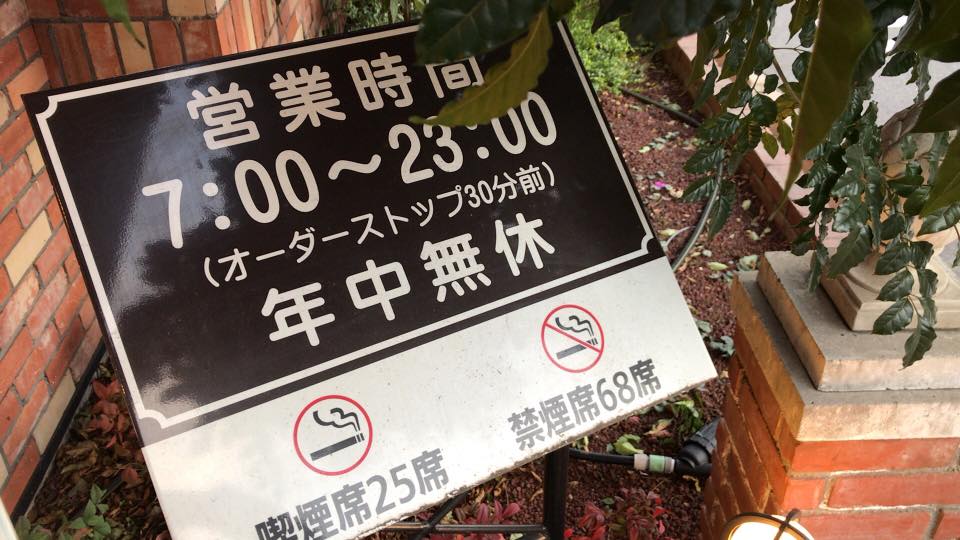 営業時間
7:00～23:00
(オーダーストップ30分前)
年中無休
喫煙席25席
禁煙席68席